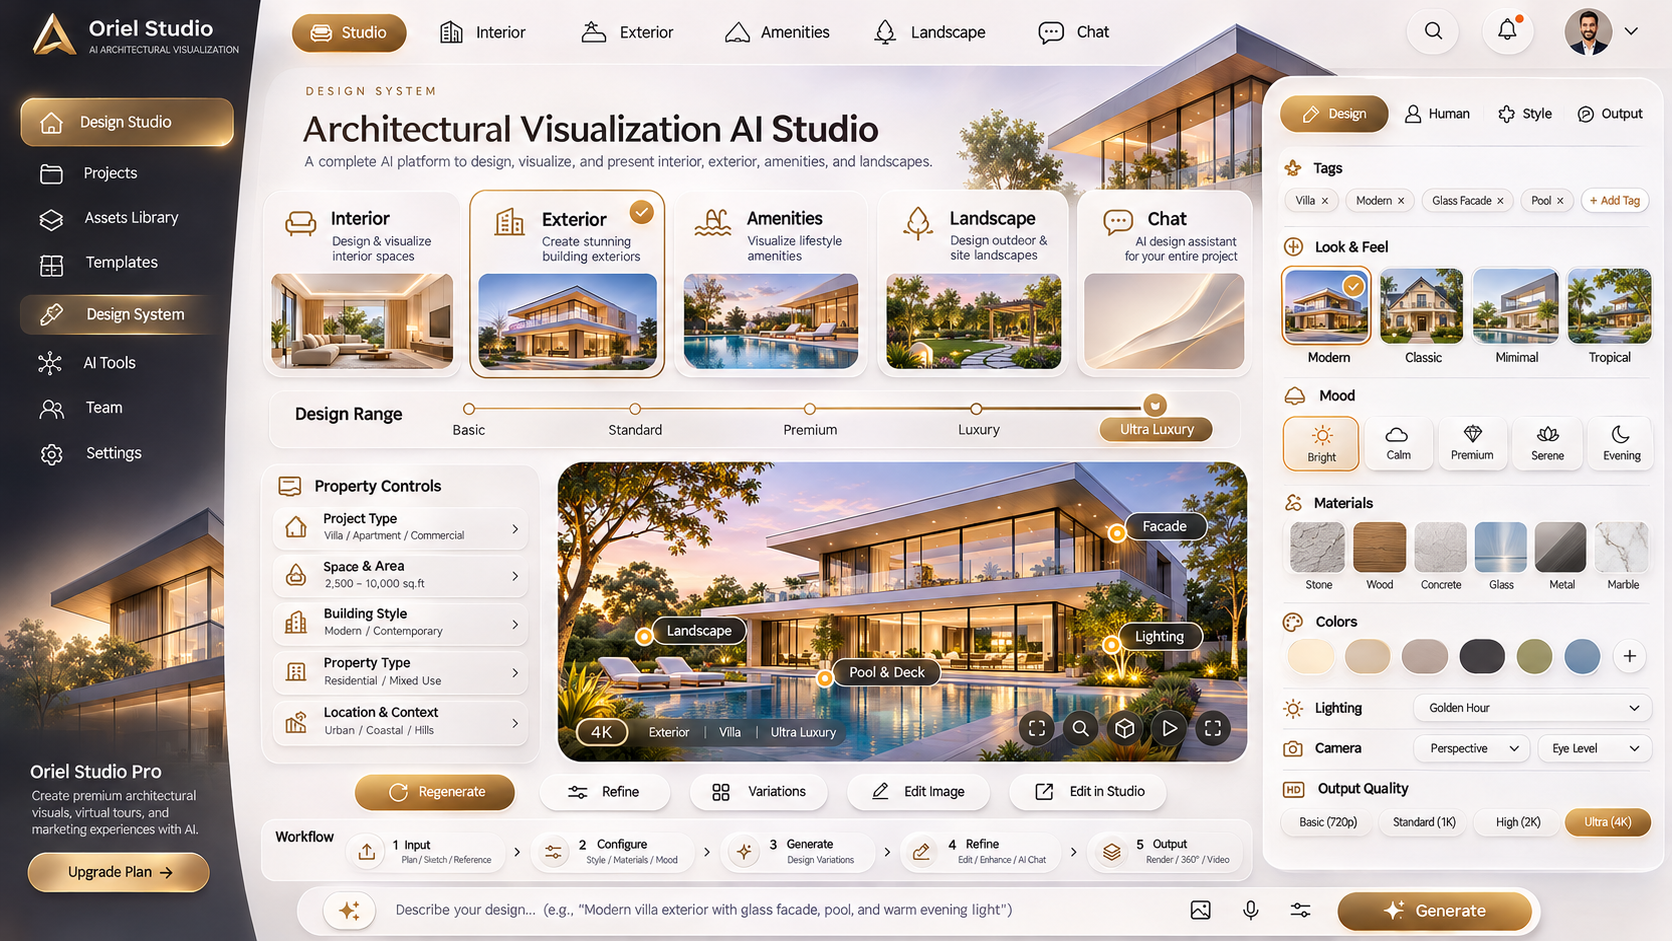 Oriel Studio
AI ARCHITECTURAL VISUALIZATION
Studio
Interior
Exterior
Amenities
Landscape
Chat
Design Studio
Projects
Assets Library
Templates
Design System
AI Tools
Team
Settings
Oriel Studio Pro
Create premium architectural
visuals, virtual tours, and
marketing experiences with AI.
Upgrade Plan →
DESIGN SYSTEM
Architectural Visualization AI Studio
A complete AI platform to design, visualize, and present interior, exterior, amenities, and landscapes.
Interior
Design & visualize
interior spaces
Exterior
Create stunning
building exteriors
Amenities
Visualize lifestyle
amenities
Landscape
Design outdoor &
site landscapes
Chat
AI design assistant
for your entire project
Design Range
Basic
Standard
Premium
Luxury
Ultra Luxury
Property Controls
Project Type
Villa / Apartment / Commercial
Space & Area
2,500 – 10,000 sq.ft
Building Style
Modern / Contemporary
Property Type
Residential / Mixed Use
Location & Context
Urban / Coastal / Hills
Facade
Landscape
Lighting
Pool & Deck
4K
Exterior | Villa | Ultra Luxury
Regenerate
Refine
Variations
Edit Image
Edit in Studio
Workflow
1 Input
Plan / Sketch / Reference
2 Configure
Style / Materials / Mood
3 Generate
Design Variations
4 Refine
Edit / Enhance / AI Chat
5 Output
Render / 360° / Video
Describe your design... (e.g., "Modern villa exterior with glass facade, pool, and warm evening light")
Generate
Design
Human
Style
Output
Tags
Villa ×
Modern ×
Glass Facade ×
Pool ×
+ Add Tag
Look & Feel
Modern
Classic
Mimimal
Tropical
Mood
Bright
Calm
Premium
Serene
Evening
Materials
Stone
Wood
Concrete
Glass
Metal
Marble
Colors
Lighting
Golden Hour
Camera
Perspective
Eye Level
HD
Output Quality
Basic (720p)
Standard (1K)
High (2K)
Ultra (4K)